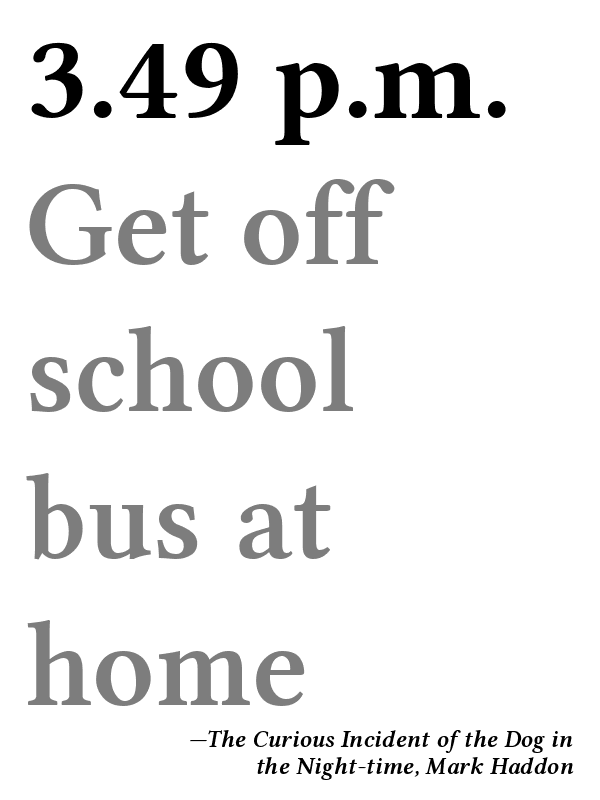 3.49 p.m.
Get off
school
bus at
home
—The Curious Incident of the Dog in
the Night-time, Mark Haddon